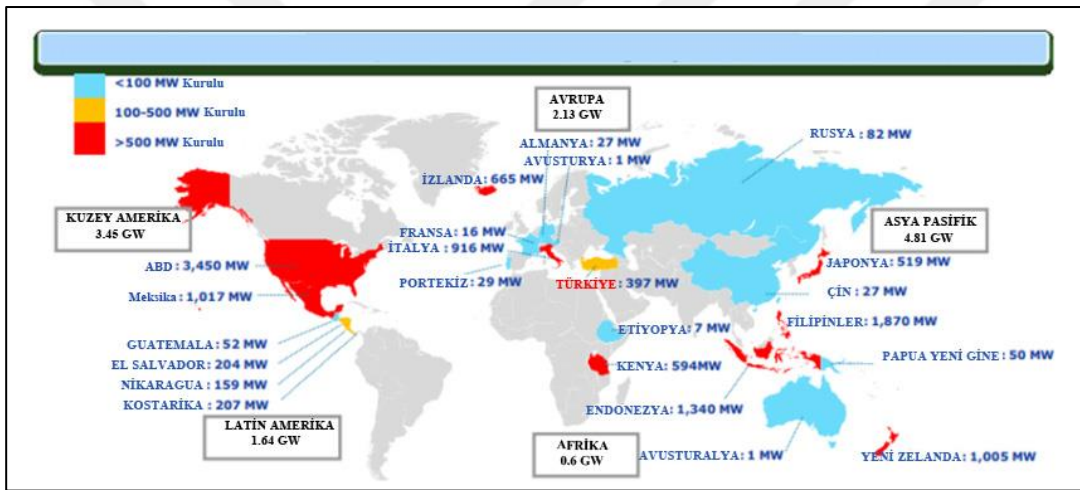 <100 MW Kurulu
100-500 MW Kurulu
>500 MW Kurulu
AVRUPA
2.13 GW
ALMANYA : 27 MW
AVUSTURYA : 1 MW
RUSYA : 82 MW
İZLANDA : 665 MW
KUZEY AMERİKA
3.45 GW
ASYA PASİFİK
4.81 GW
FRANSA : 16 MW
İTALYA : 916 MW
ABD : 3,450 MW
PORTEKİZ : 29 MW
TÜRKİYE : 397 MW
JAPONYA : 519 MW
Meksika : 1,017 MW
ÇİN : 27 MW
GUATEMALA : 52 MW
ETİYOPYA : 7 MW
FİLİPİNLER : 1,870 MW
EL SALVADOR : 204 MW
KENYA : 594MW
PAPUA YENİ GİNE : 50 MW
NİKARAGUA : 159 MW
KOSTARİKA : 207 MW
ENDONEZYA : 1,340 MW
LATİN AMERİKA
1.64 GW
AFRİKA
0.6 GW
AVUSTURALYA : 1 MW
YENİ ZELANDA : 1,005 MW